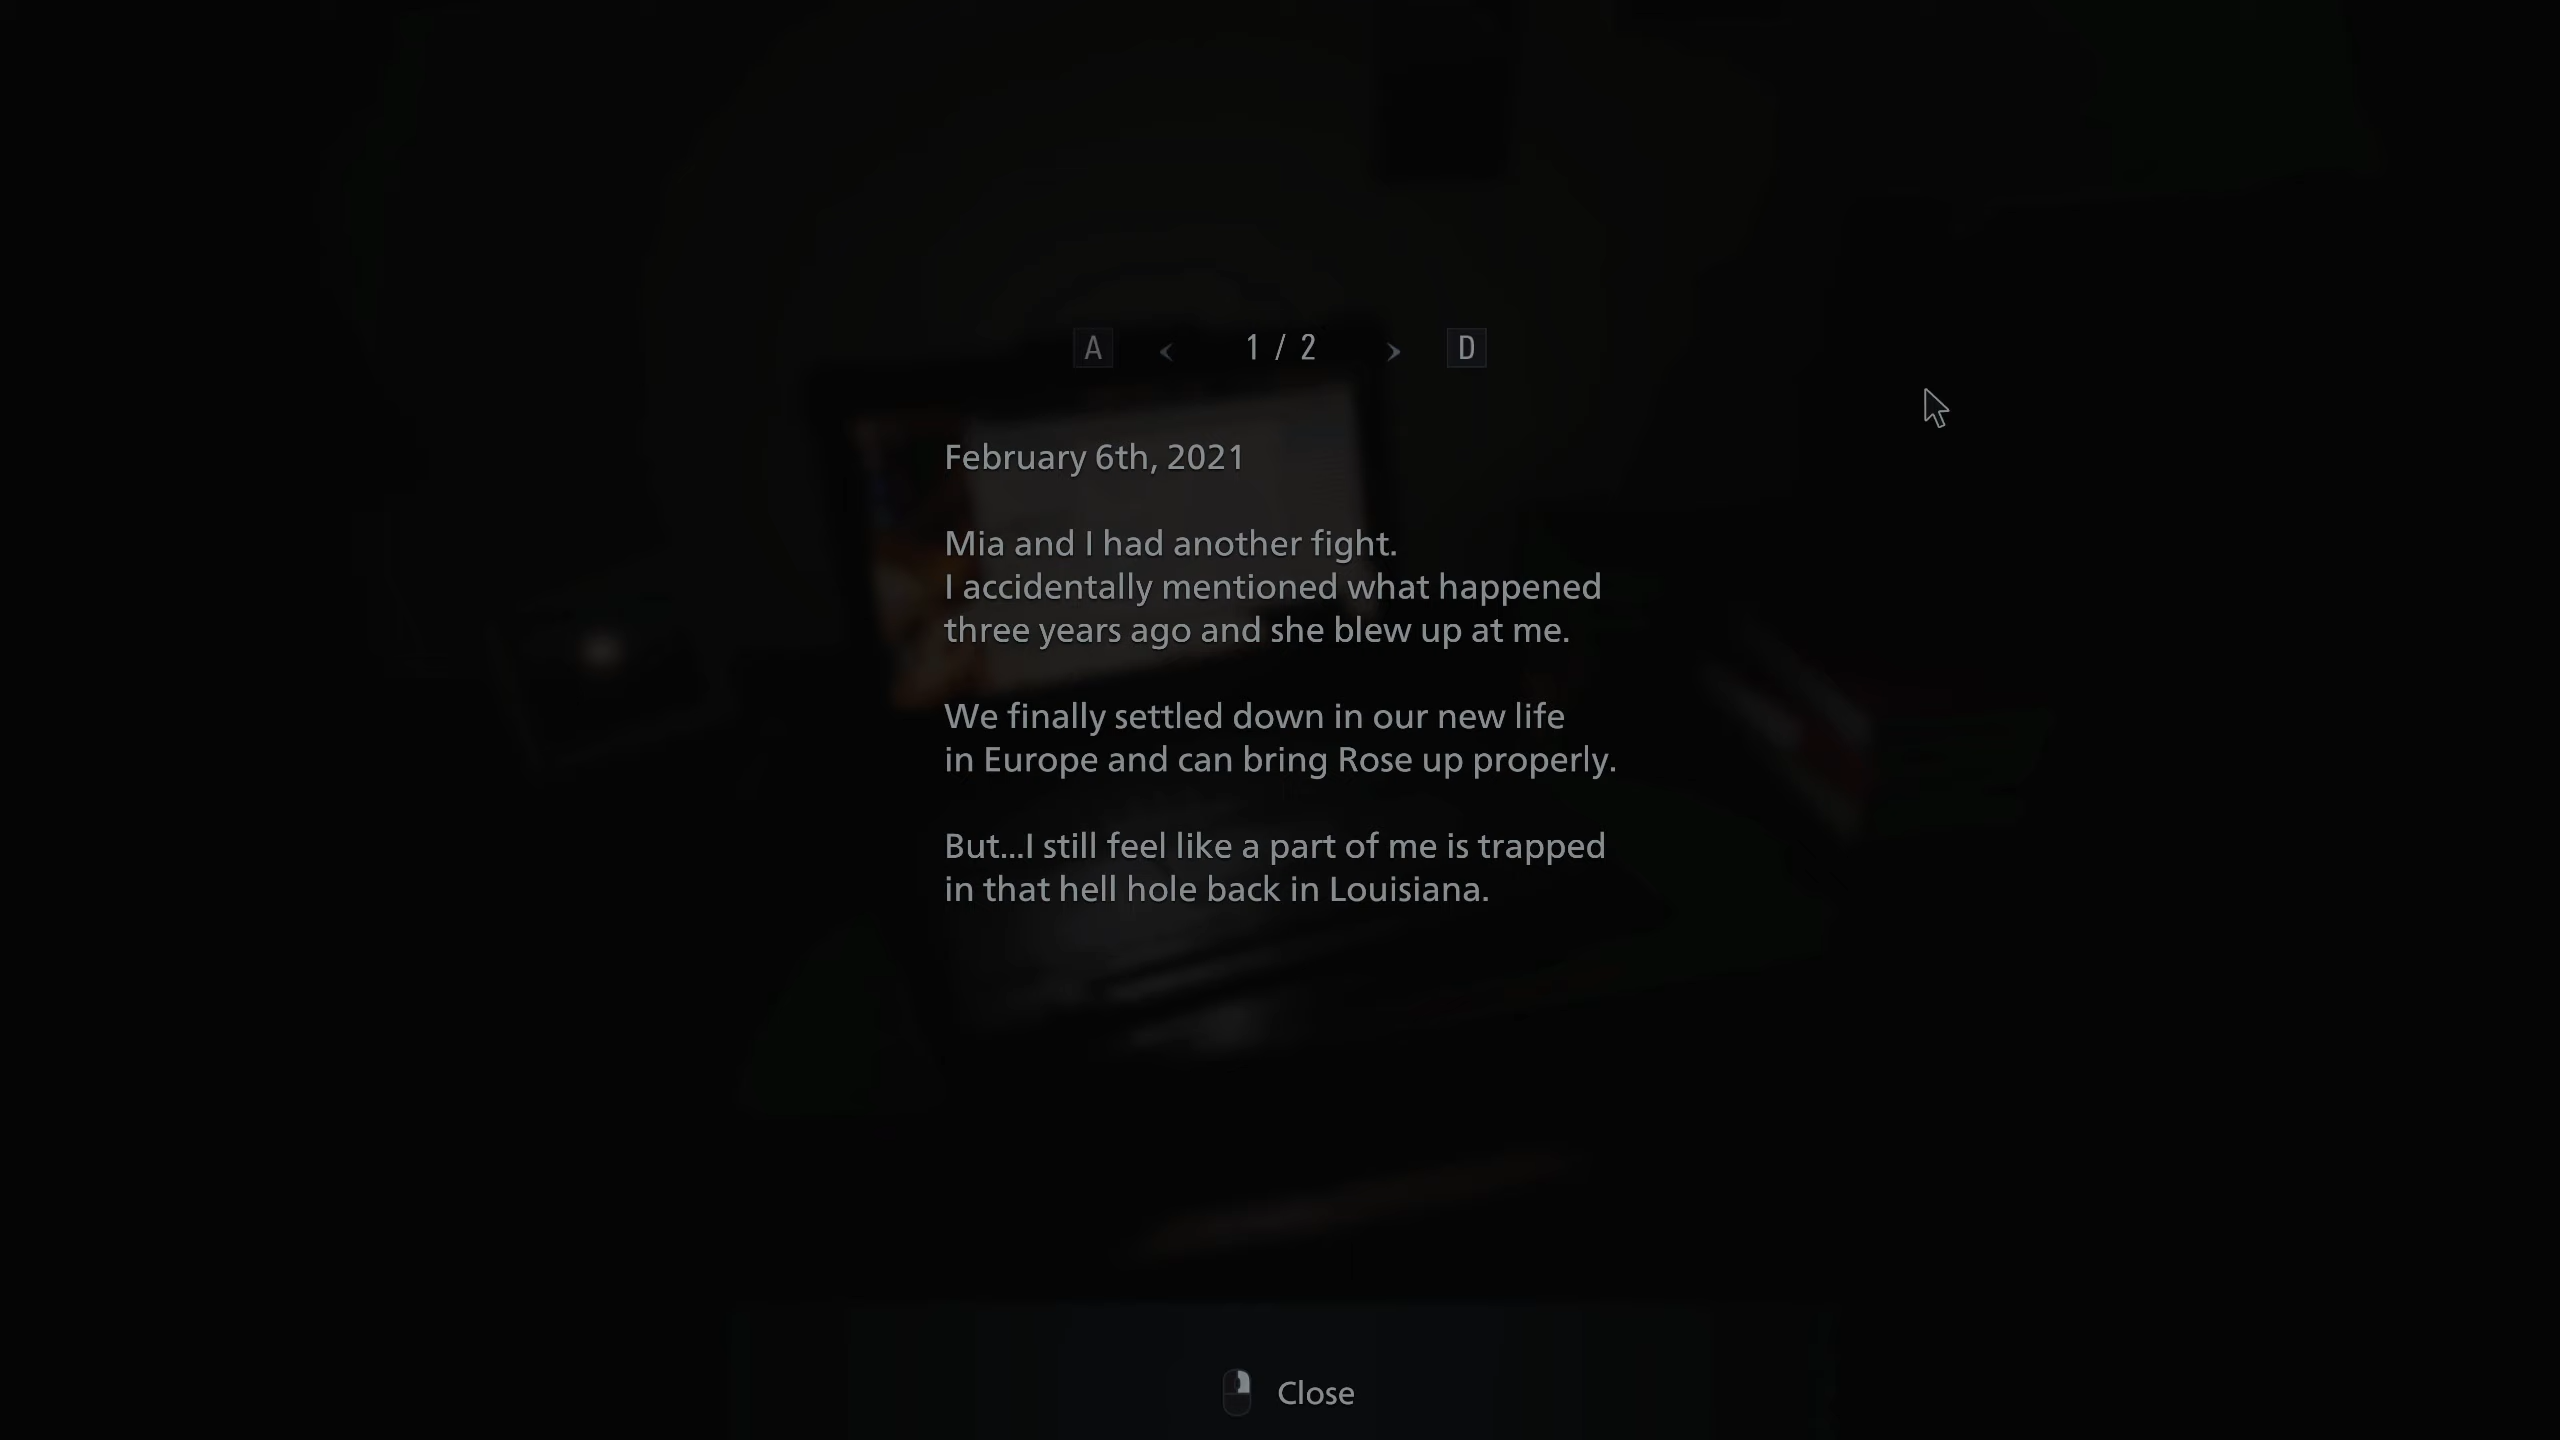 A < 1 / 2 > D
February 6th, 2021
Mia and I had another fight.
I accidentally mentioned what happened
three years ago and she blew up at me.
We finally settled down in our new life
in Europe and can bring Rose up properly.
But...I still feel like a part of me is trapped
in that hell hole back in Louisiana.
Close